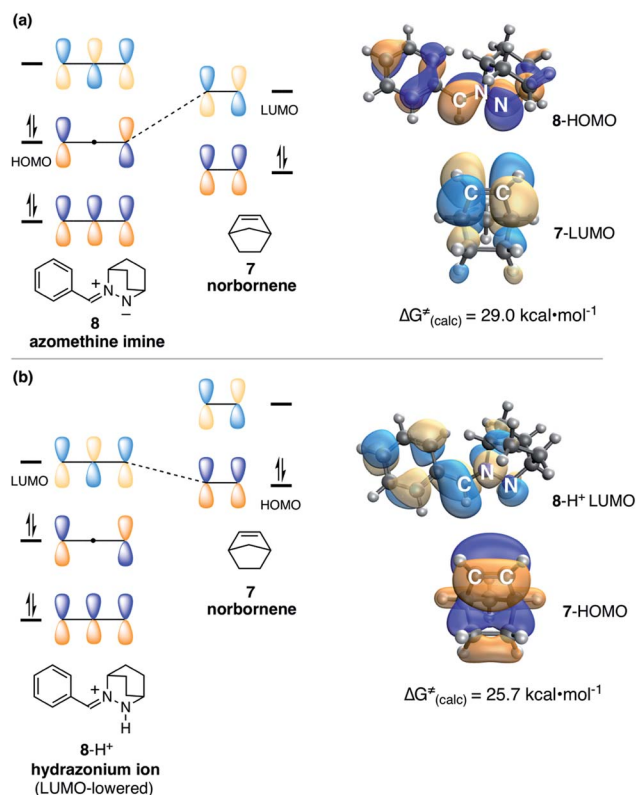 (a)
LUMO
HOMO
C
N
N
8-HOMO
C=C
7-LUMO
7
norbornene
+
N
N
–
8
azomethine imine
ΔG≠(calc) = 29.0 kcal•mol-1
(b)
LUMO
HOMO
C
N
N
8-H+ LUMO
7
norbornene
C=C
7-HOMO
+
N
N
H
ΔG≠(calc) = 25.7 kcal•mol-1
8-H+
hydrazonium ion
(LUMO-lowered)